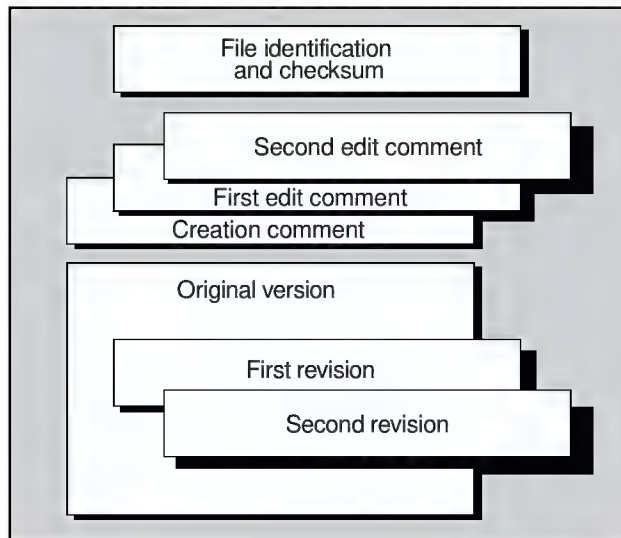 File identification
and checksum
Second edit comment
First edit comment
Creation comment
Original version
First revision
Second revision